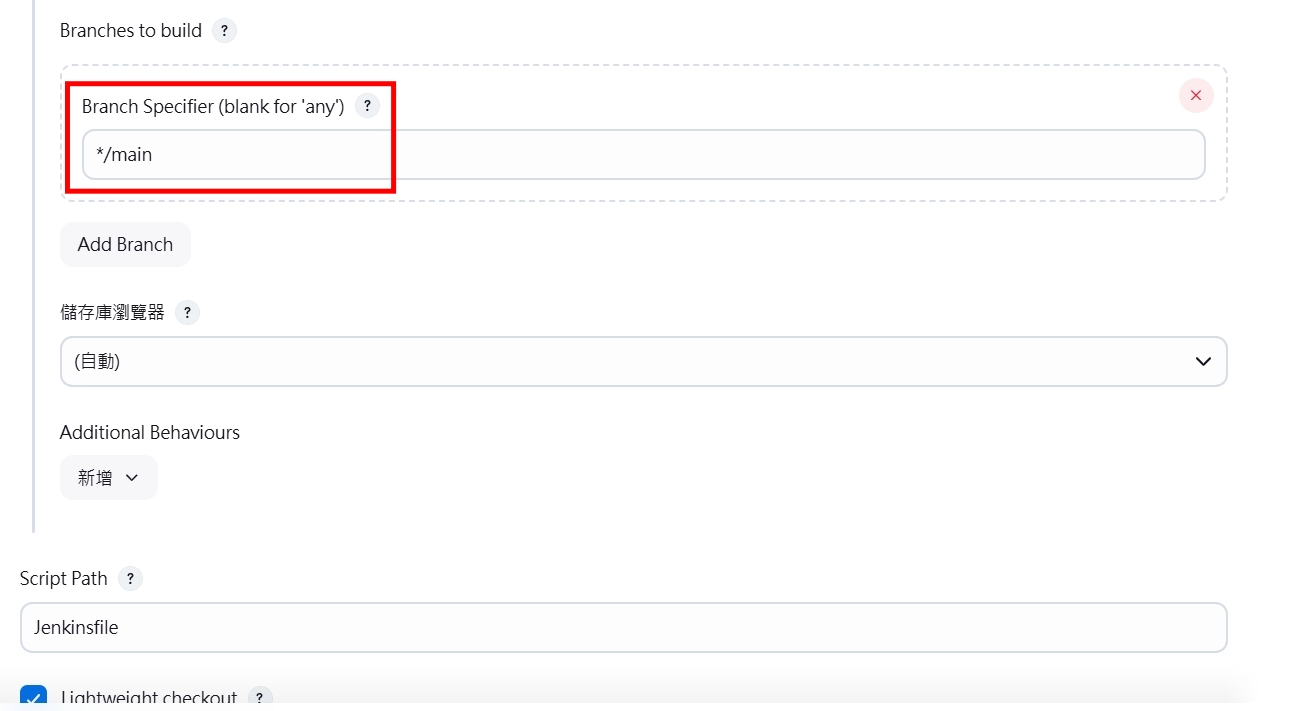 Branches to build ?
Branch Specifier (blank for 'any') ?
*/main
Add Branch
儲存庫瀏覽器 ?
(自動)
Additional Behaviours
新增
Script Path ?
Jenkinsfile
Lightweight checkout ?